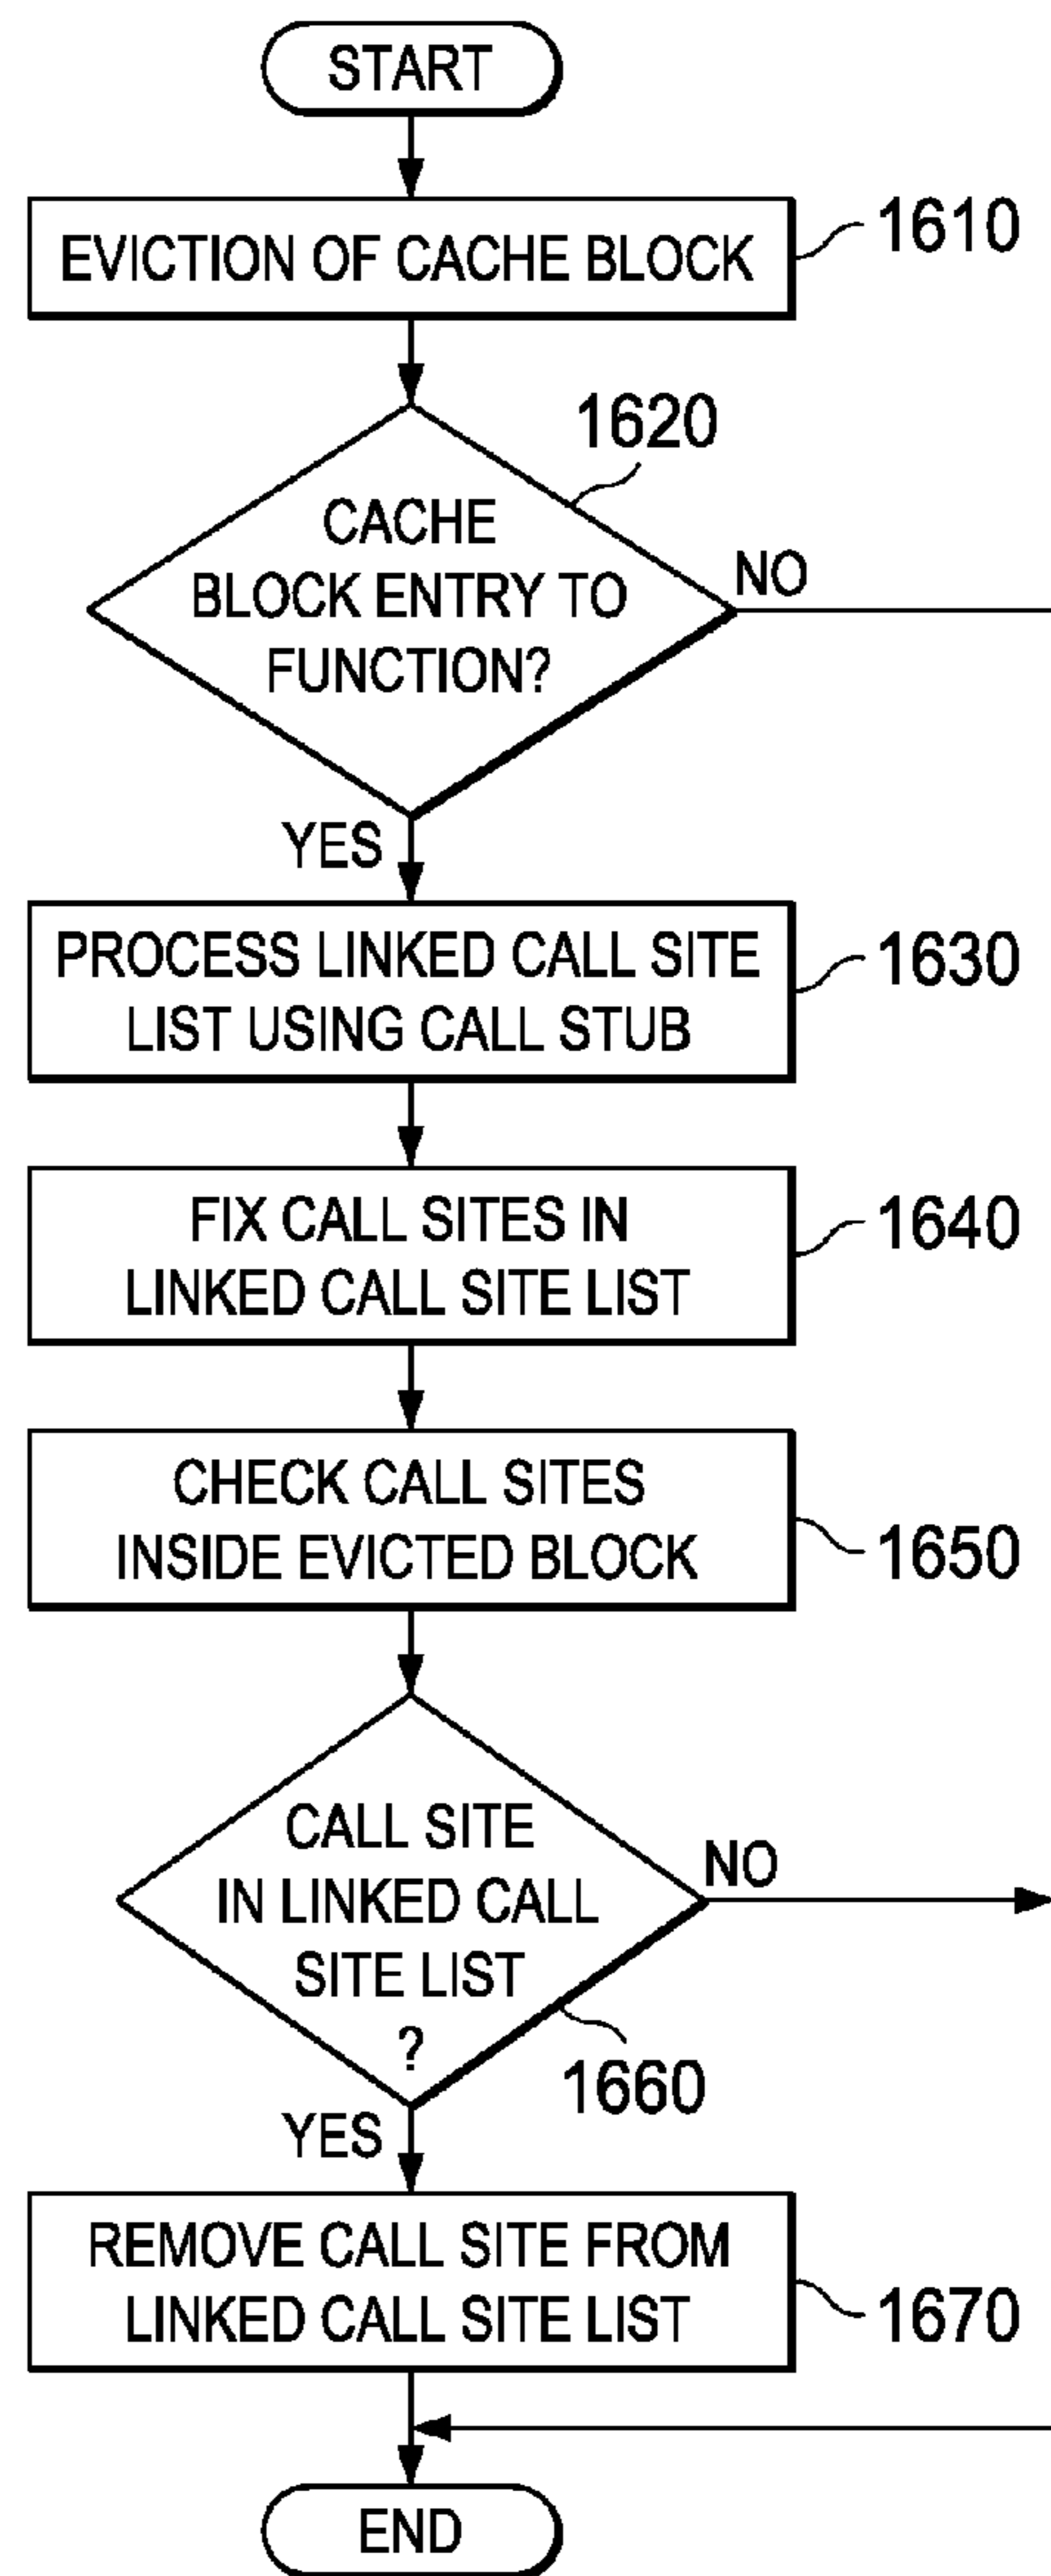 START
EVICTION OF CACHE BLOCK
1610
1620
CACHE
BLOCK ENTRY TO
FUNCTION?
NO
YES
PROCESS LINKED CALL SITE
LIST USING CALL STUB
1630
FIX CALL SITES IN
LINKED CALL SITE LIST
1640
CHECK CALL SITES
INSIDE EVICTED BLOCK
1650
CALL SITE
IN LINKED CALL
SITE LIST
?
NO
1660
YES
REMOVE CALL SITE FROM
LINKED CALL SITE LIST
1670
END